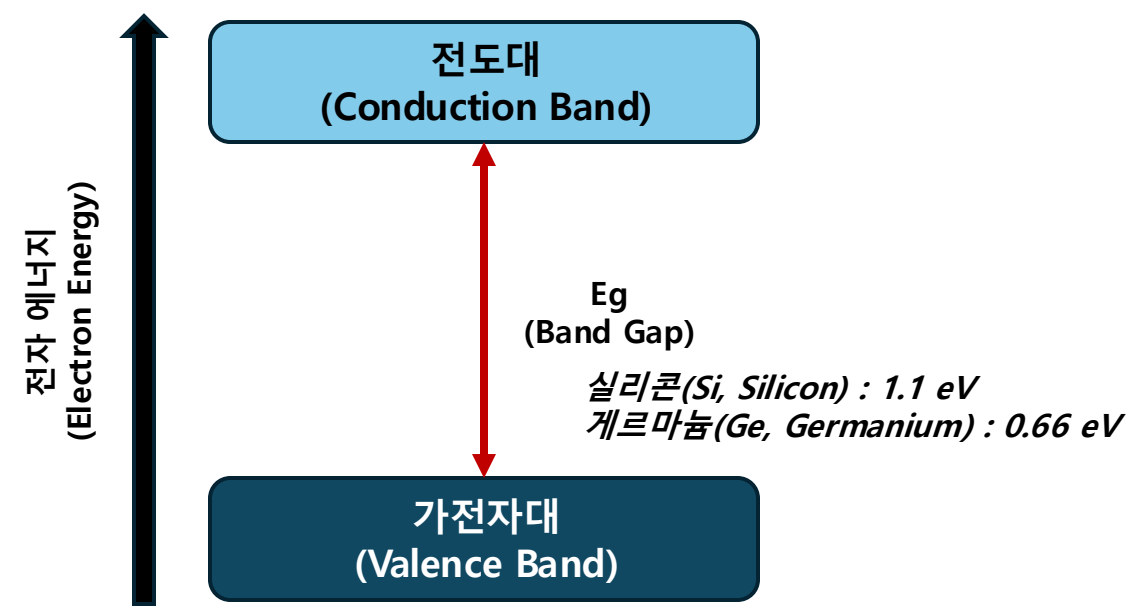 전도대
(Conduction Band)
전자 에너지
(Electron Energy)
Eg
(Band Gap)
실리콘(Si, Silicon) : 1.1 eV
게르마늄(Ge, Germanium) : 0.66 eV
가전자대
(Valence Band)